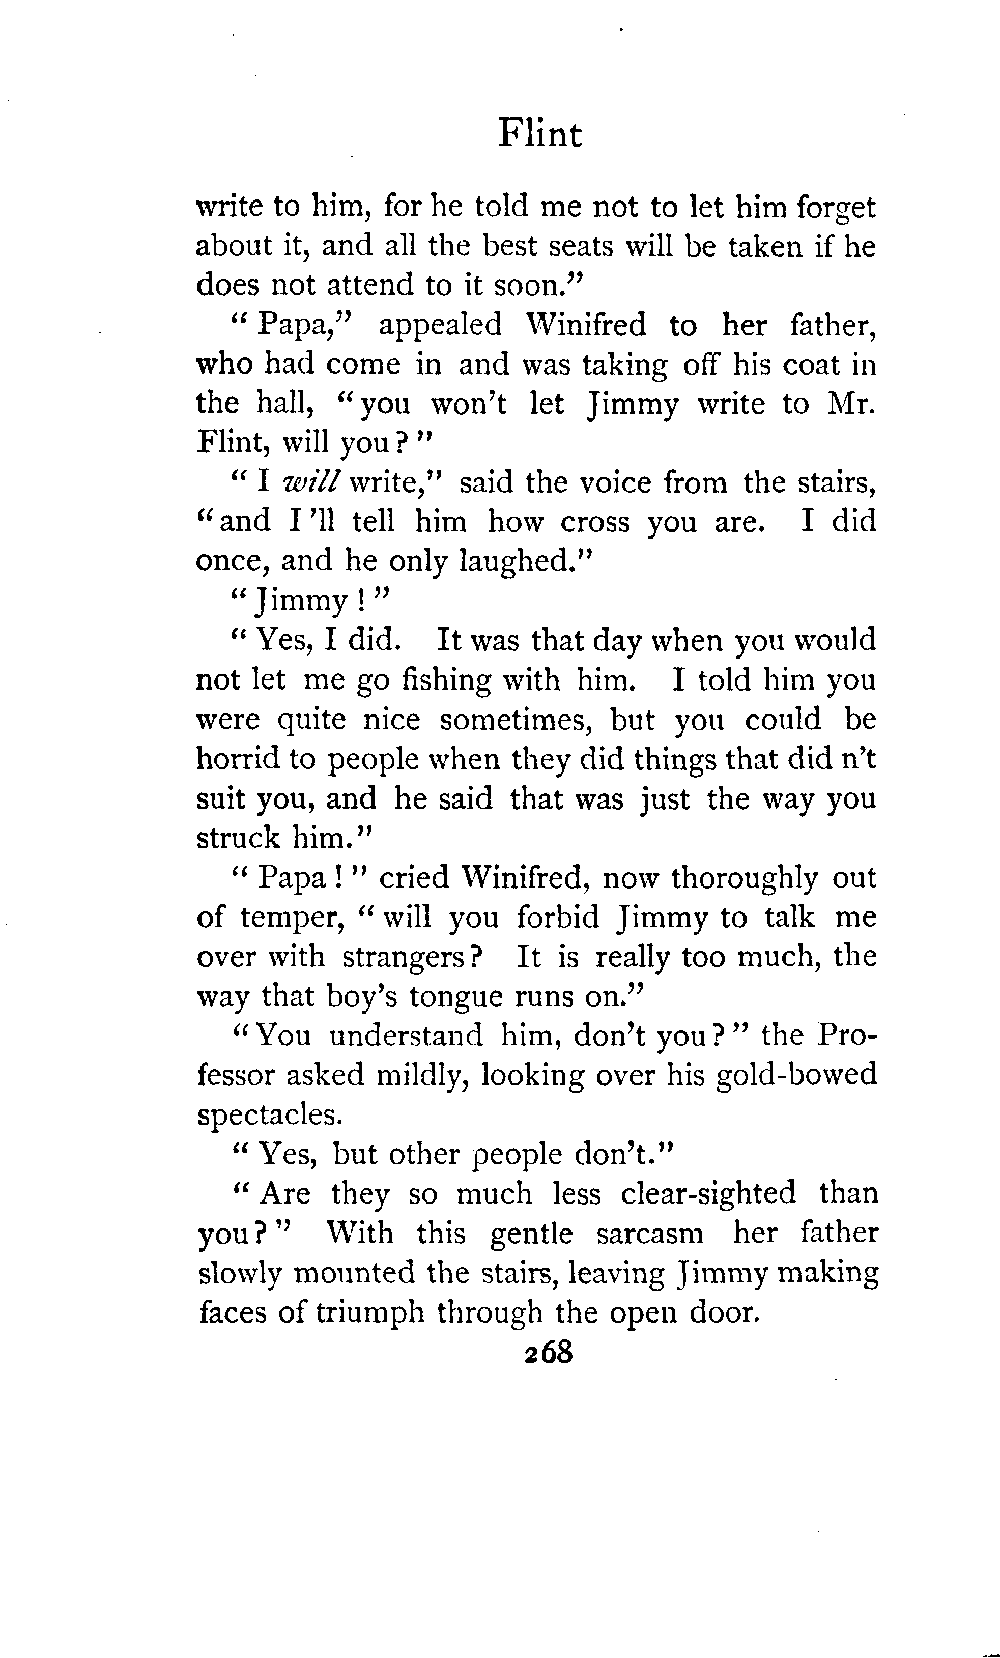 Flint
write to him, for he told me not to let him forget
about it, and all the best seats will be taken if he
does not attend to it soon."
" Papa," appealed Winifred to her father,
who had come in and was taking off his coat in
the hall, "you won't let Jimmy write to Mr.
Flint, will you?"
" I will write," said the voice from the stairs,
"and I 'll tell him how cross you are. I did
once, and he only laughed."
" Jimmy ! "
" Yes, I did. It was that day when you would
not let me go fishing with him. I told him you
were quite nice sometimes, but you could be
horrid to people when they did things that did n't
suit you, and he said that was just the way you
struck him."
" Papa ! " cried Winifred, now thoroughly out
of temper, " will you forbid Jimmy to talk me
over with strangers? It is really too much, the
way that boy's tongue runs on."
"You understand him, don't you?" the Pro-
fessor asked mildly, looking over his gold-bowed
spectacles.
" Yes, but other people don't."
" Are they so much less clear-sighted than
you?" With this gentle sarcasm her father
slowly mounted the stairs, leaving Jimmy making
faces of triumph through the open door.
268